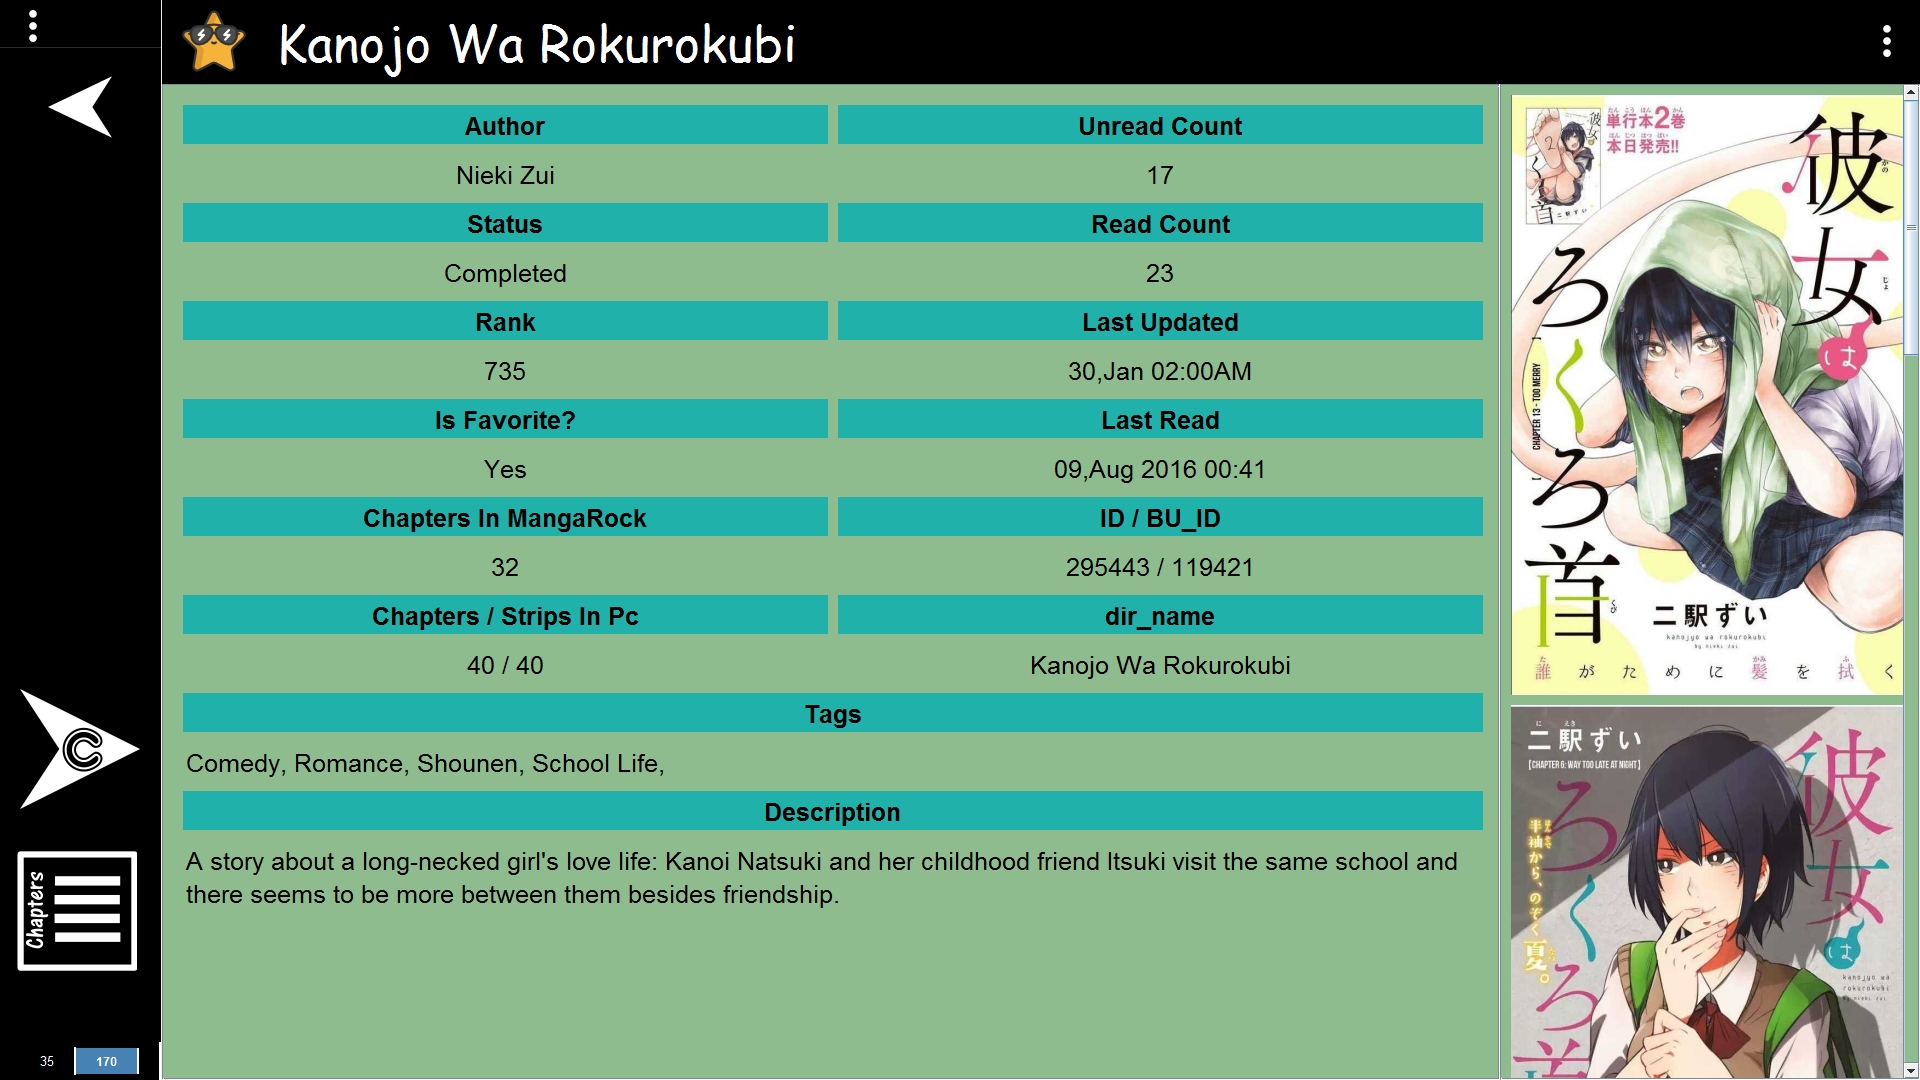 Kanojo Wa Rokurokubi
Author
Unread Count
Nieki Zui
17
Status
Read Count
Completed
23
Rank
Last Updated
735
30,Jan 02:00AM
Is Favorite?
Last Read
Yes
09,Aug 2016 00:41
Chapters In MangaRock
ID / BU_ID
32
295443 / 119421
Chapters / Strips In Pc
dir_name
40 / 40
Kanojo Wa Rokurokubi
Tags
Comedy, Romance, Shounen, School Life,
Description
A story about a long-necked girl's love life: Kanoi Natsuki and her childhood friend Itsuki visit the same school and
there seems to be more between them besides friendship.
C
Chapters
35
170
単行本2巻
本日発売!!
彼女は
ろくろ首
CHAPTER 13 - TOO MERRY
二駅ずい
kanojyo wa rokurokubi
by nieki zui
誰がために髪を拭く
二駅ずい
【CHAPTER 6: WAY TOO LATE AT NIGHT】
彼女は
ろくろ首
半袖から、のぞく夏。
kanojyo wa
rokurokubi
by nieki zui